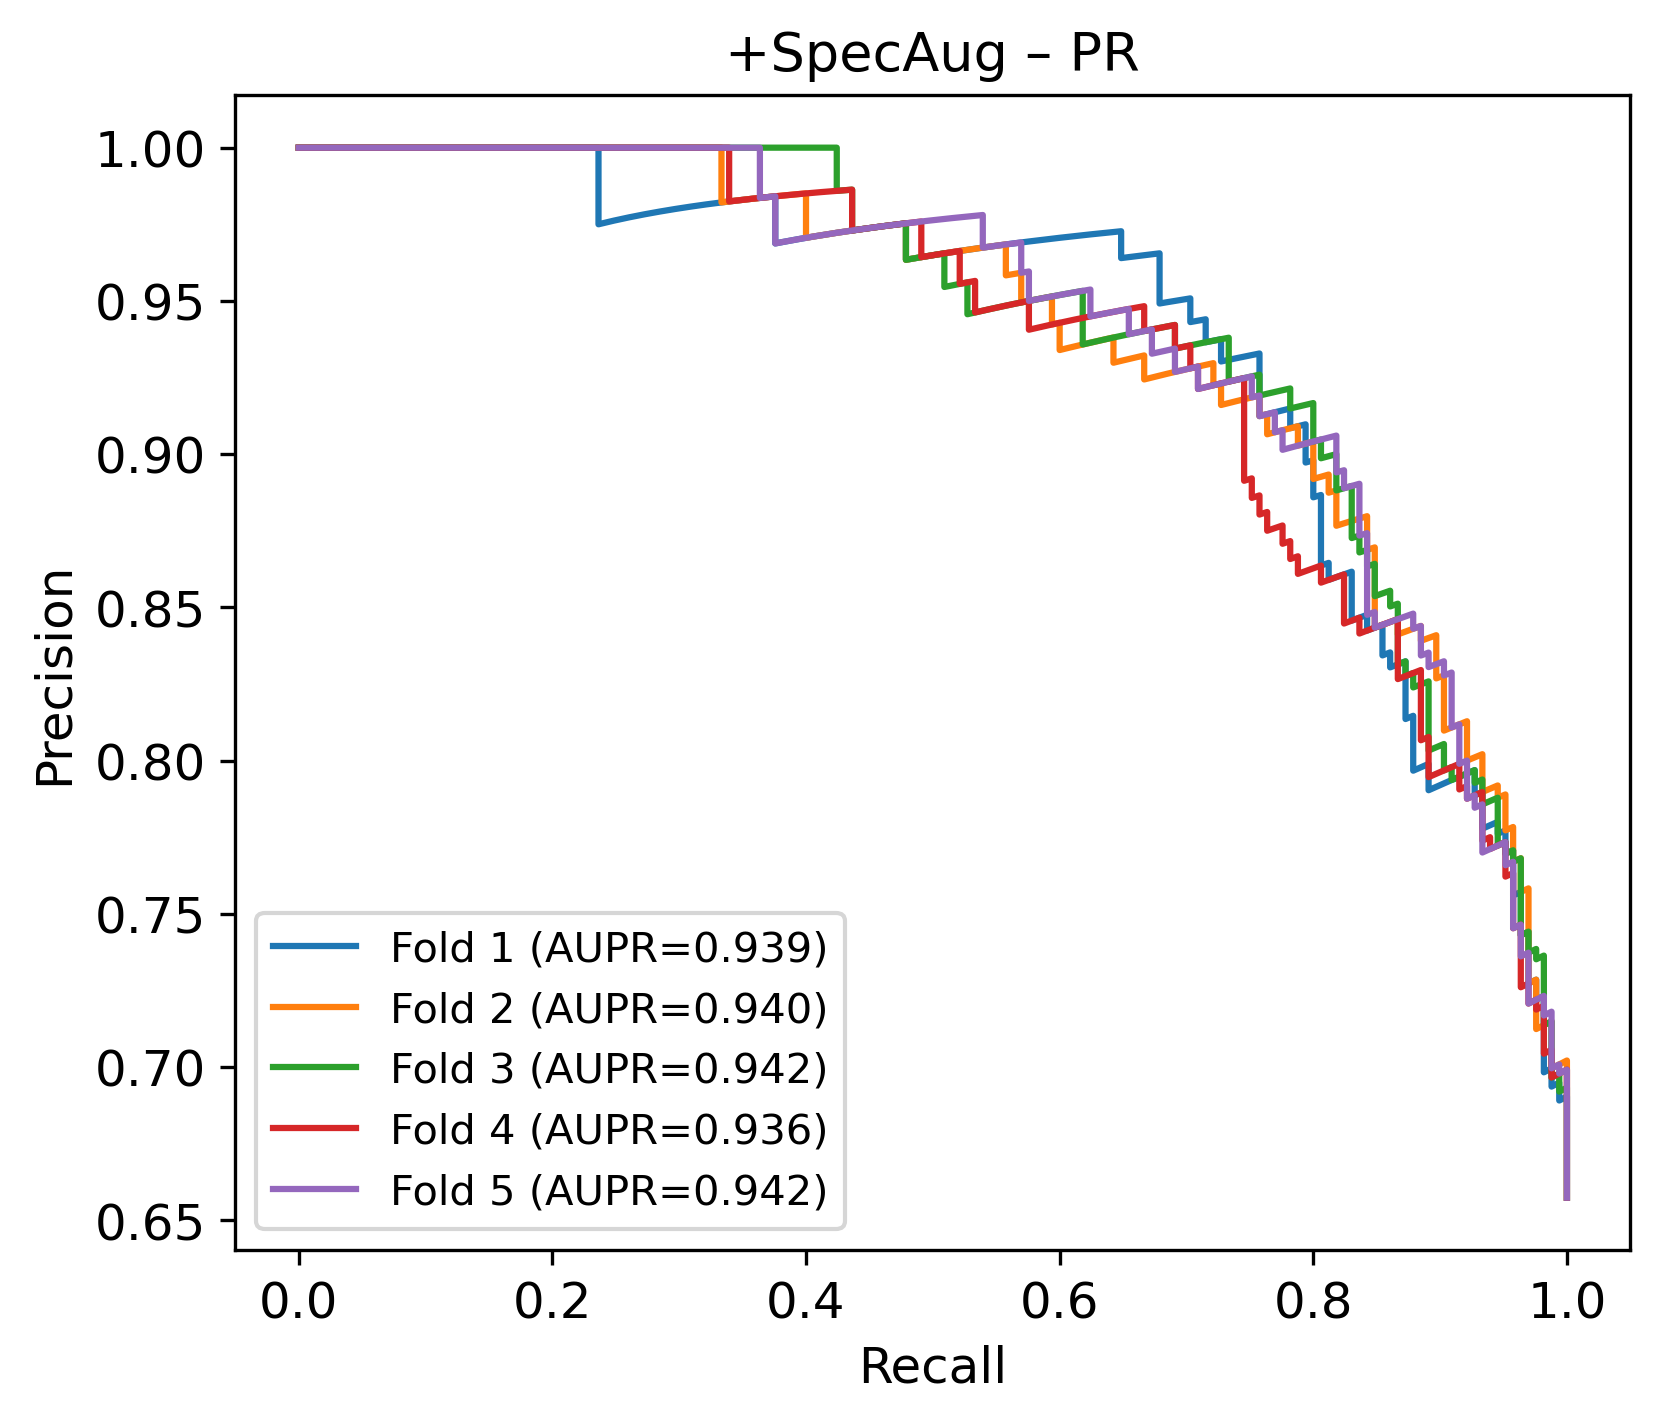 +SpecAug – PR
1.00
0.95
0.90
0.85
0.80
0.75
0.70
0.65
Precision
Fold 1 (AUPR=0.939)
Fold 2 (AUPR=0.940)
Fold 3 (AUPR=0.942)
Fold 4 (AUPR=0.936)
Fold 5 (AUPR=0.942)
0.0 0.2 0.4 0.6 0.8 1.0
Recall